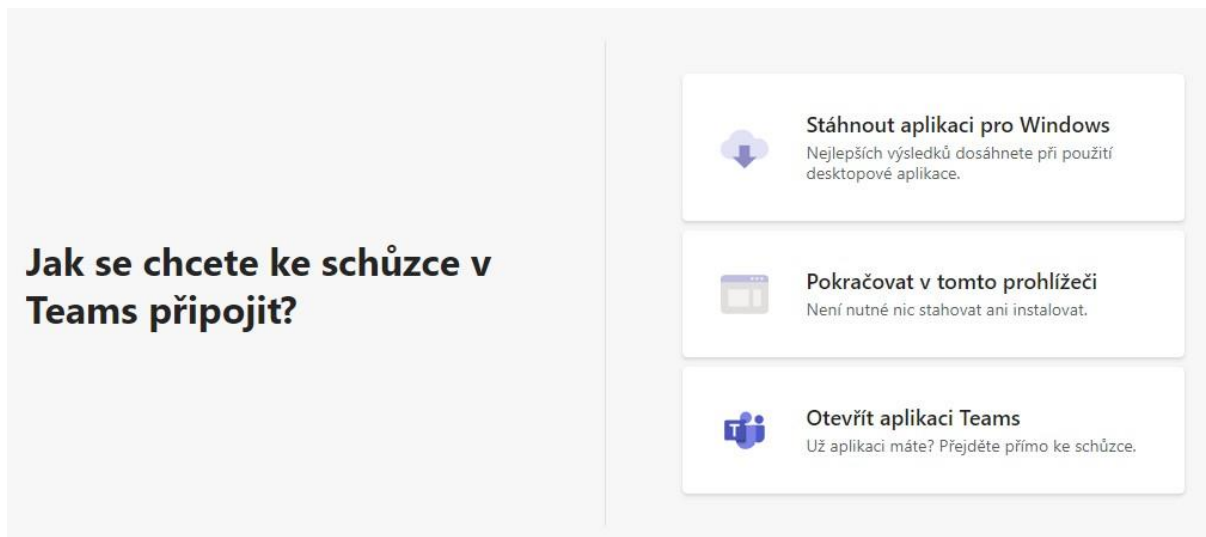 Jak se chcete ke schůzce v
Teams připojit?
Stáhnout aplikaci pro Windows
Nejlepších výsledků dosáhnete při použití
desktopové aplikace.
Pokračovat v tomto prohlížeči
Není nutné nic stahovat ani instalovat.
T
Otevřít aplikaci Teams
Už aplikaci máte? Přejděte přímo ke schůzce.